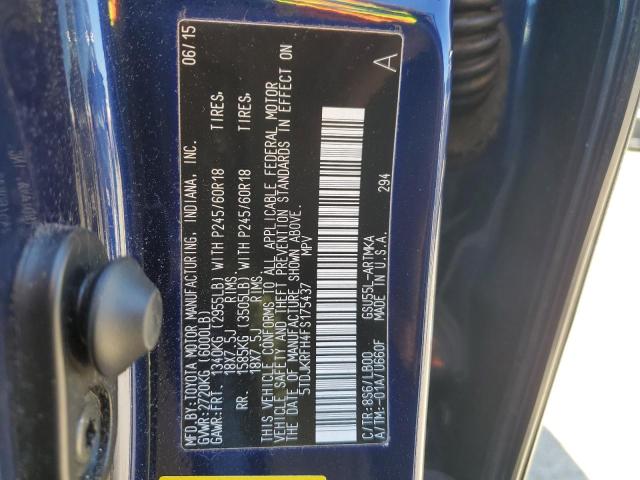 MFD.BY:TOYOTA MOTOR MANUFACTURING, INDIANA, INC. 06/15
GVWR:2720KG (6000LB)
GAWR:FRT. 1340KG (2955LB) WITH P245/60R18 TIRES,
18X7.5J RIMS,
RR. 1585KG (3505LB) WITH P245/60R18 TIRES,
18X7.5J RIMS,
THIS VEHICLE CONFORMS TO ALL APPLICABLE FEDERAL MOTOR
VEHICLE SAFETY AND THEFT PREVENTION STANDARDS IN EFFECT ON
THE DATE OF MANUFACTURE SHOWN ABOVE.
5TDJKRFH4FS175437 MPV
A
C/TR:8S6/LB00 GSU55L-ARTMKA
A/TM:-01A/U660F MADE IN U.S.A. 294